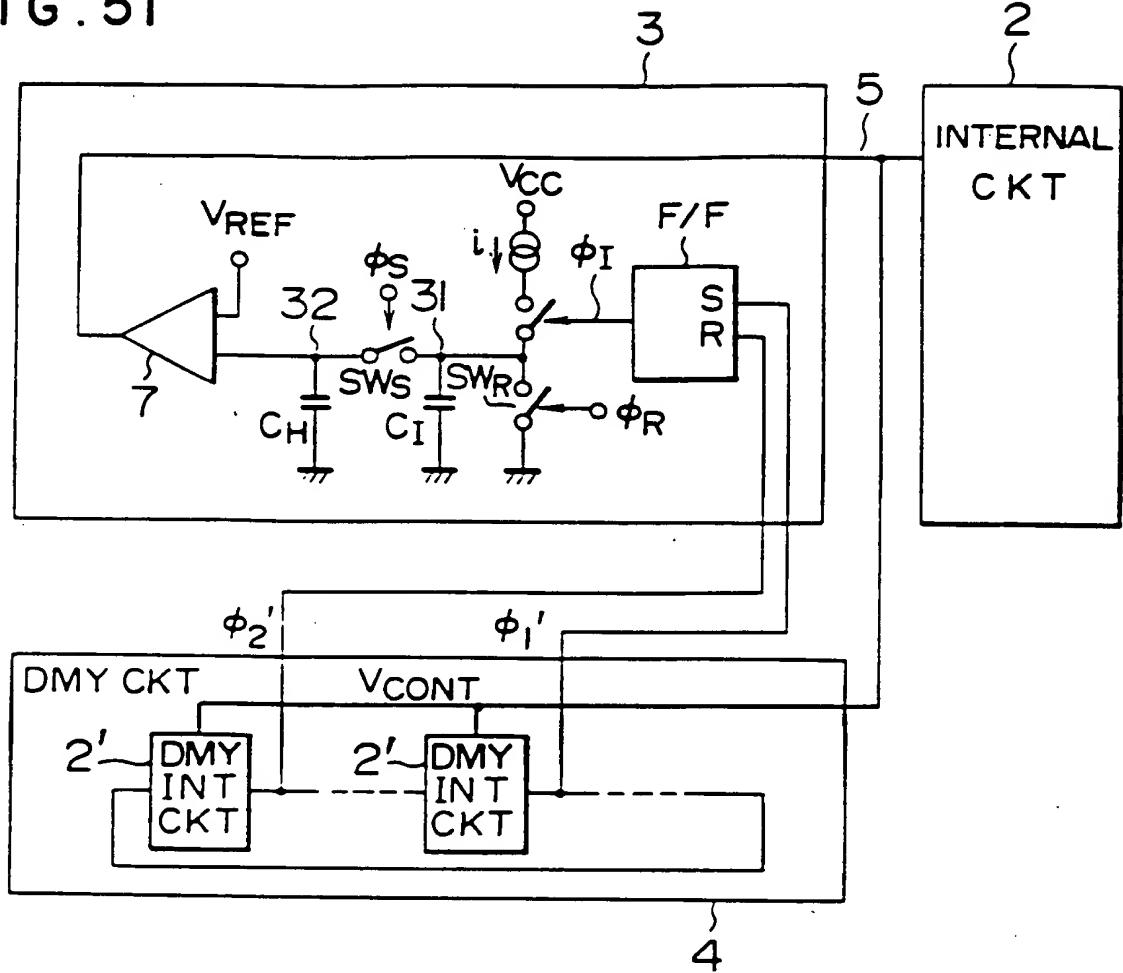 FIG. 51
3
2
5
INTERNAL
CKT
VCC
VREF
F/F
i
ϕI
ϕS
S
R
32
31
7
SWS
SWR
ϕR
CH
CI
ϕ2'
ϕ1'
DMY CKT
VCONT
2'
DMY
INT
CKT
2'
DMY
INT
CKT
4